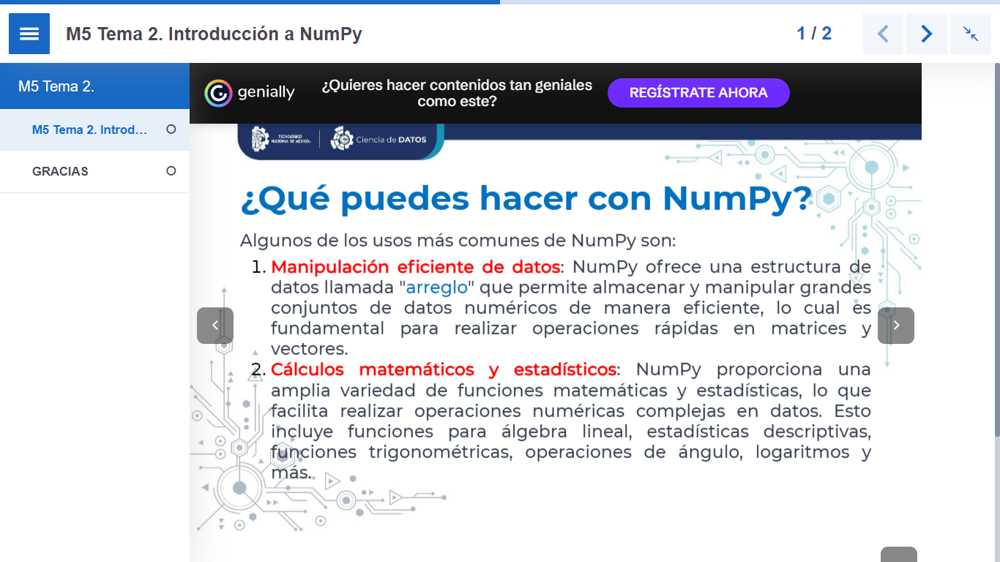 M5 Tema 2. Introducción a NumPy
1 / 2
M5 Tema 2.
M5 Tema 2. Introd...
GRACIAS
genially
¿Quieres hacer contenidos tan geniales
como este?
REGÍSTRATE AHORA
TECNOLÓGICO
NACIONAL DE MÉXICO
Ciencia de DATOS
¿Qué puedes hacer con NumPy?
Algunos de los usos más comunes de NumPy son:
1. Manipulación eficiente de datos: NumPy ofrece una estructura de
datos llamada "arreglo" que permite almacenar y manipular grandes
conjuntos de datos numéricos de manera eficiente, lo cual es
fundamental para realizar operaciones rápidas en matrices y
vectores.
2. Cálculos matemáticos y estadísticos: NumPy proporciona una
amplia variedad de funciones matemáticas y estadísticas, lo que
facilita realizar operaciones numéricas complejas en datos. Esto
incluye funciones para álgebra lineal, estadísticas descriptivas,
funciones trigonométricas, operaciones de ángulo, logaritmos y
más.